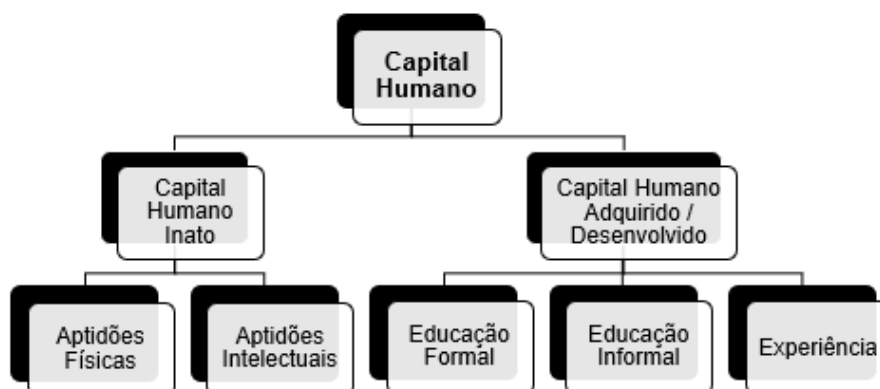 Capital
Humano
Capital
Humano
Inato
Capital Humano
Adquirido /
Desenvolvido
Aptidões
Físicas
Aptidões
Intelectuais
Educação
Formal
Educação
Informal
Experiência